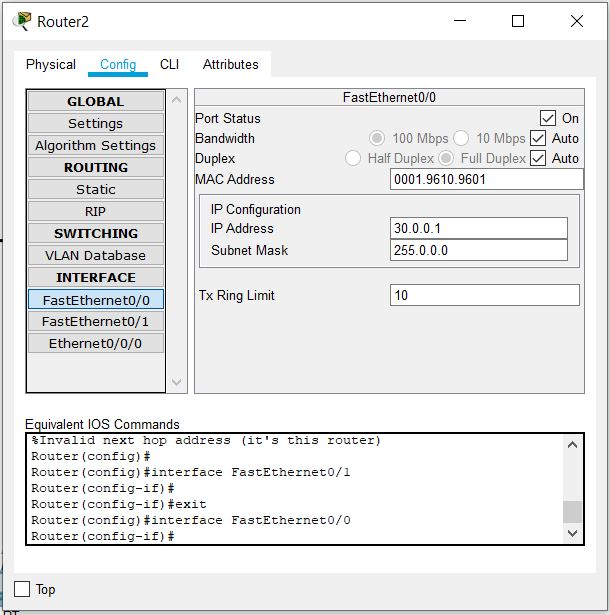 Router2
Physical Config CLI Attributes
GLOBAL
Settings
Algorithm Settings
ROUTING
Static
RIP
SWITCHING
VLAN Database
INTERFACE
FastEthernet0/0
FastEthernet0/1
Ethernet0/0/0
FastEthernet0/0
Port Status On
Bandwidth 100 Mbps 10 Mbps Auto
Duplex Half Duplex Full Duplex Auto
MAC Address 0001.9610.9601
IP Configuration
IP Address 30.0.0.1
Subnet Mask 255.0.0.0
Tx Ring Limit 10
Equivalent IOS Commands
%Invalid next hop address (it's this router)
Router(config)#
Router(config)#interface FastEthernet0/1
Router(config-if)#
Router(config-if)#exit
Router(config)#interface FastEthernet0/0
Router(config-if)#
Top